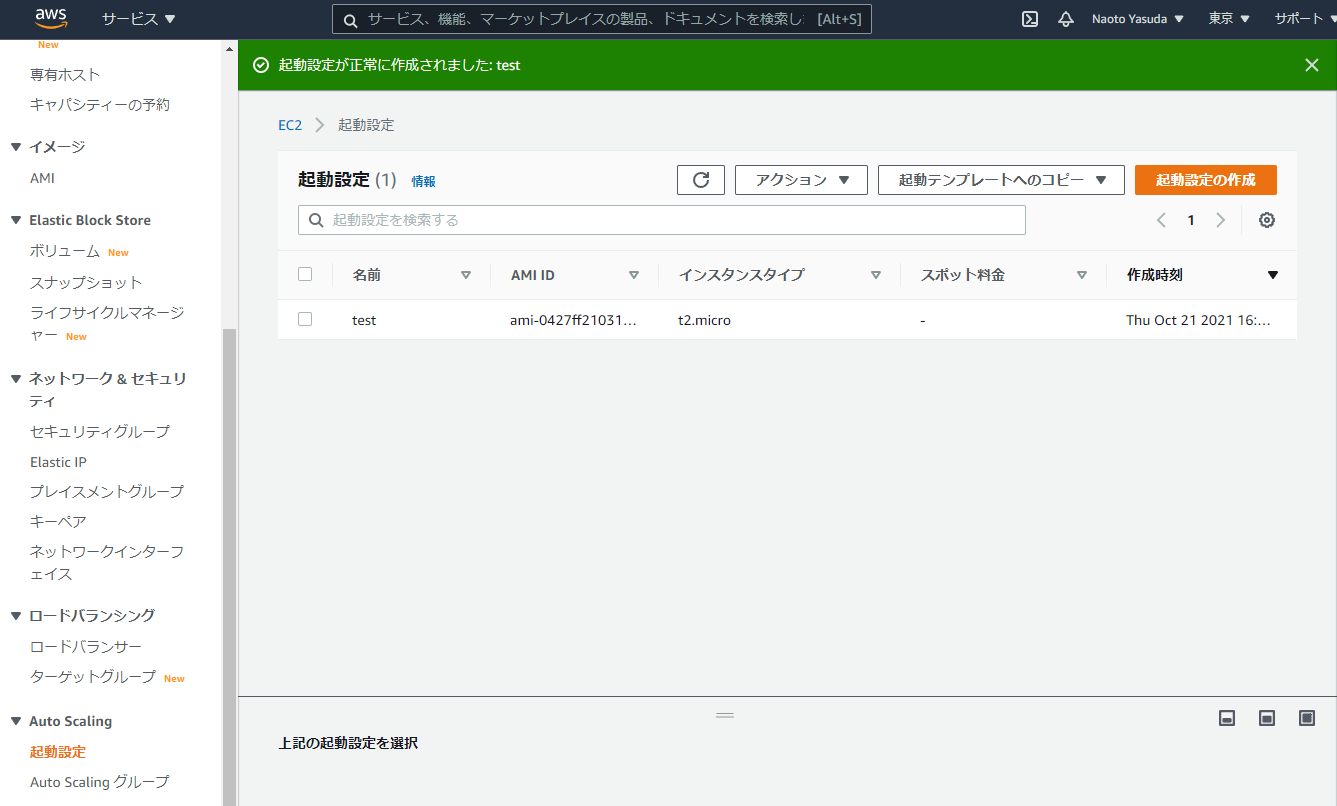 aws
サービス ▼
サービス、機能、マーケットプレイスの製品、ドキュメントを検索し [Alt+S]
Naoto Yasuda ▼
東京 ▼
サポート ▼
New
専有ホスト
キャパシティーの予約
▼ イメージ
AMI
▼ Elastic Block Store
ボリューム New
スナップショット
ライフサイクルマネージ
ャー New
▼ ネットワーク & セキュリ
ティ
セキュリティグループ
Elastic IP
プレイスメントグループ
キーペア
ネットワークインターフ
ェイス
▼ ロードバランシング
ロードバランサー
ターゲットグループ New
▼ Auto Scaling
起動設定
Auto Scaling グループ
起動設定が正常に作成されました: test
EC2 > 起動設定
起動設定 (1) 情報
アクション ▼
起動テンプレートへのコピー ▼
起動設定の作成
起動設定を検索する
1
名前 AMI ID インスタンスタイプ スポット料金 作成時刻
test ami-0427ff21031... t2.micro - Thu Oct 21 2021 16:...
上記の起動設定を選択